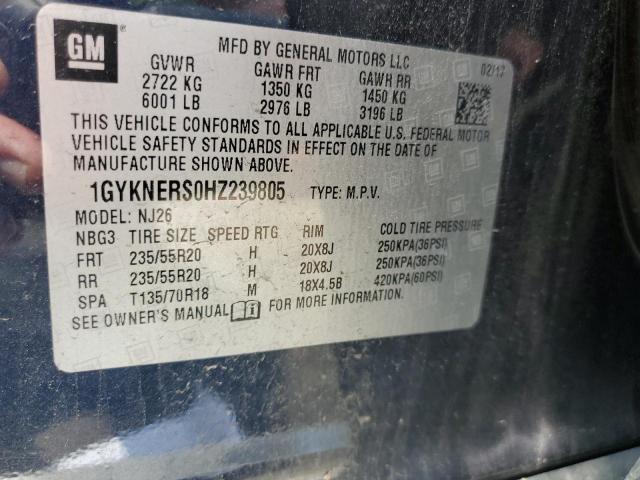 GM
MFD BY GENERAL MOTORS LLC
02/17
GVWR GAWR FRT GAWR RR
2722 KG 1350 KG 1450 KG
6001 LB 2976 LB 3196 LB
THIS VEHICLE CONFORMS TO ALL APPLICABLE U.S. FEDERAL MOTOR
VEHICLE SAFETY STANDARDS IN EFFECT ON THE DATE OF
MANUFACTURE SHOWN ABOVE.
1GYKNERS0HZ239805 TYPE: M.P.V.
MODEL: NJ26
NBG3 TIRE SIZE SPEED RTG RIM COLD TIRE PRESSURE
FRT 235/55R20 H 20X8J 250KPA(36PSI)
RR 235/55R20 H 20X8J 250KPA(36PSI)
SPA T135/70R18 M 18X4.5B 420KPA(60PSI)
SEE OWNER'S MANUAL FOR MORE INFORMATION.